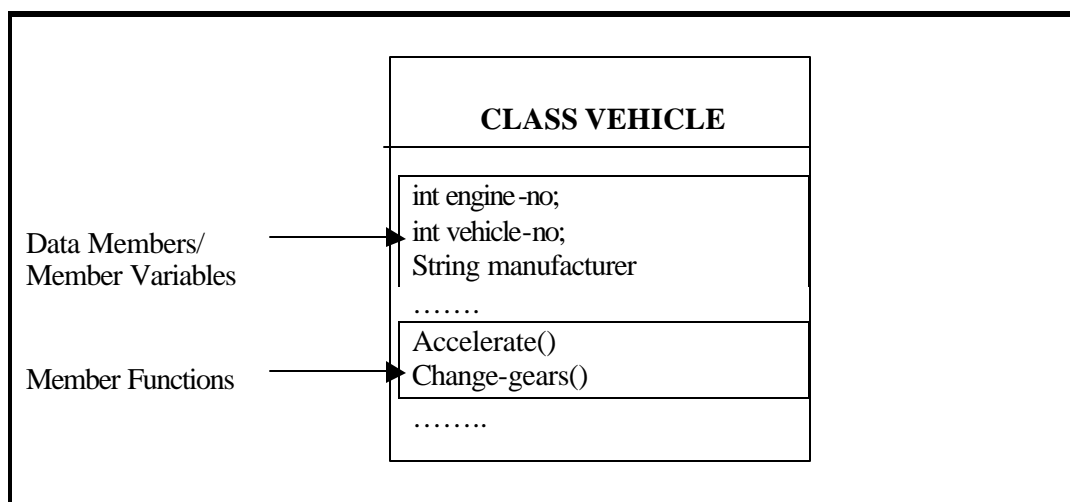 CLASS VEHICLE
int engine-no;
int vehicle-no;
String manufacturer
…….
Data Members/
Member Variables
Accelerate()
Change-gears()
……..
Member Functions